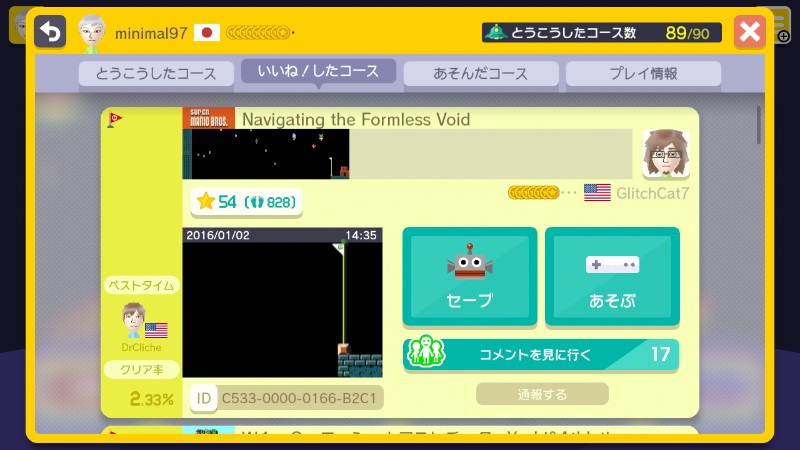 minimal97
とうこうしたコース数 89/90
とうこうしたコース
いいね!したコース
あそんだコース
プレイ情報
SUPER
MARIO BROS.
Navigating the Formless Void
54 (828)
GlitchCat7
2016/01/02 14:35
ベストタイム
DrCliche
クリア率
2.33%
セーブ
あそぶ
コメントを見に行く 17
ID C533-0000-0166-B2C1
通報する